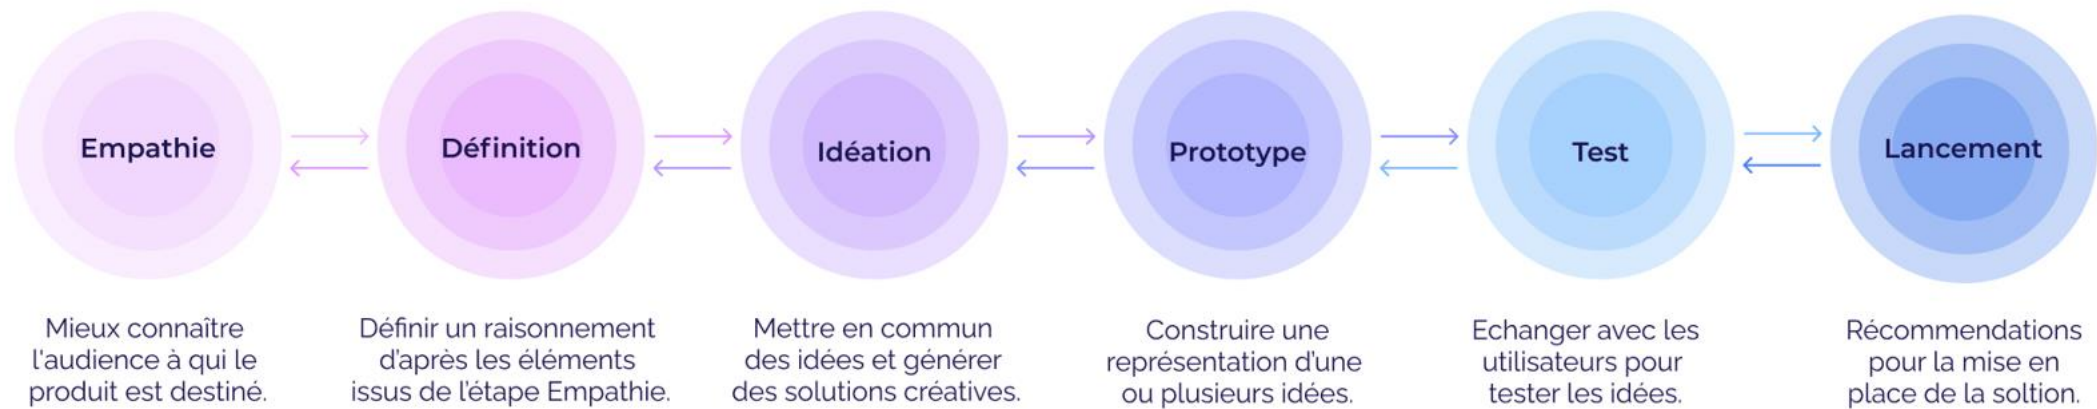 Empathie
Définition
Idéation
Prototype
Test
Lancement
Mieux connaître
l'audience à qui le
produit est destiné.
Définir un raisonnement
d'après les éléments
issus de l'étape Empathie.
Mettre en commun
des idées et générer
des solutions créatives.
Construire une
représentation d'une
ou plusieurs idées.
Echanger avec les
utilisateurs pour
tester les idées.
Récommendations
pour la mise en
place de la soltion.